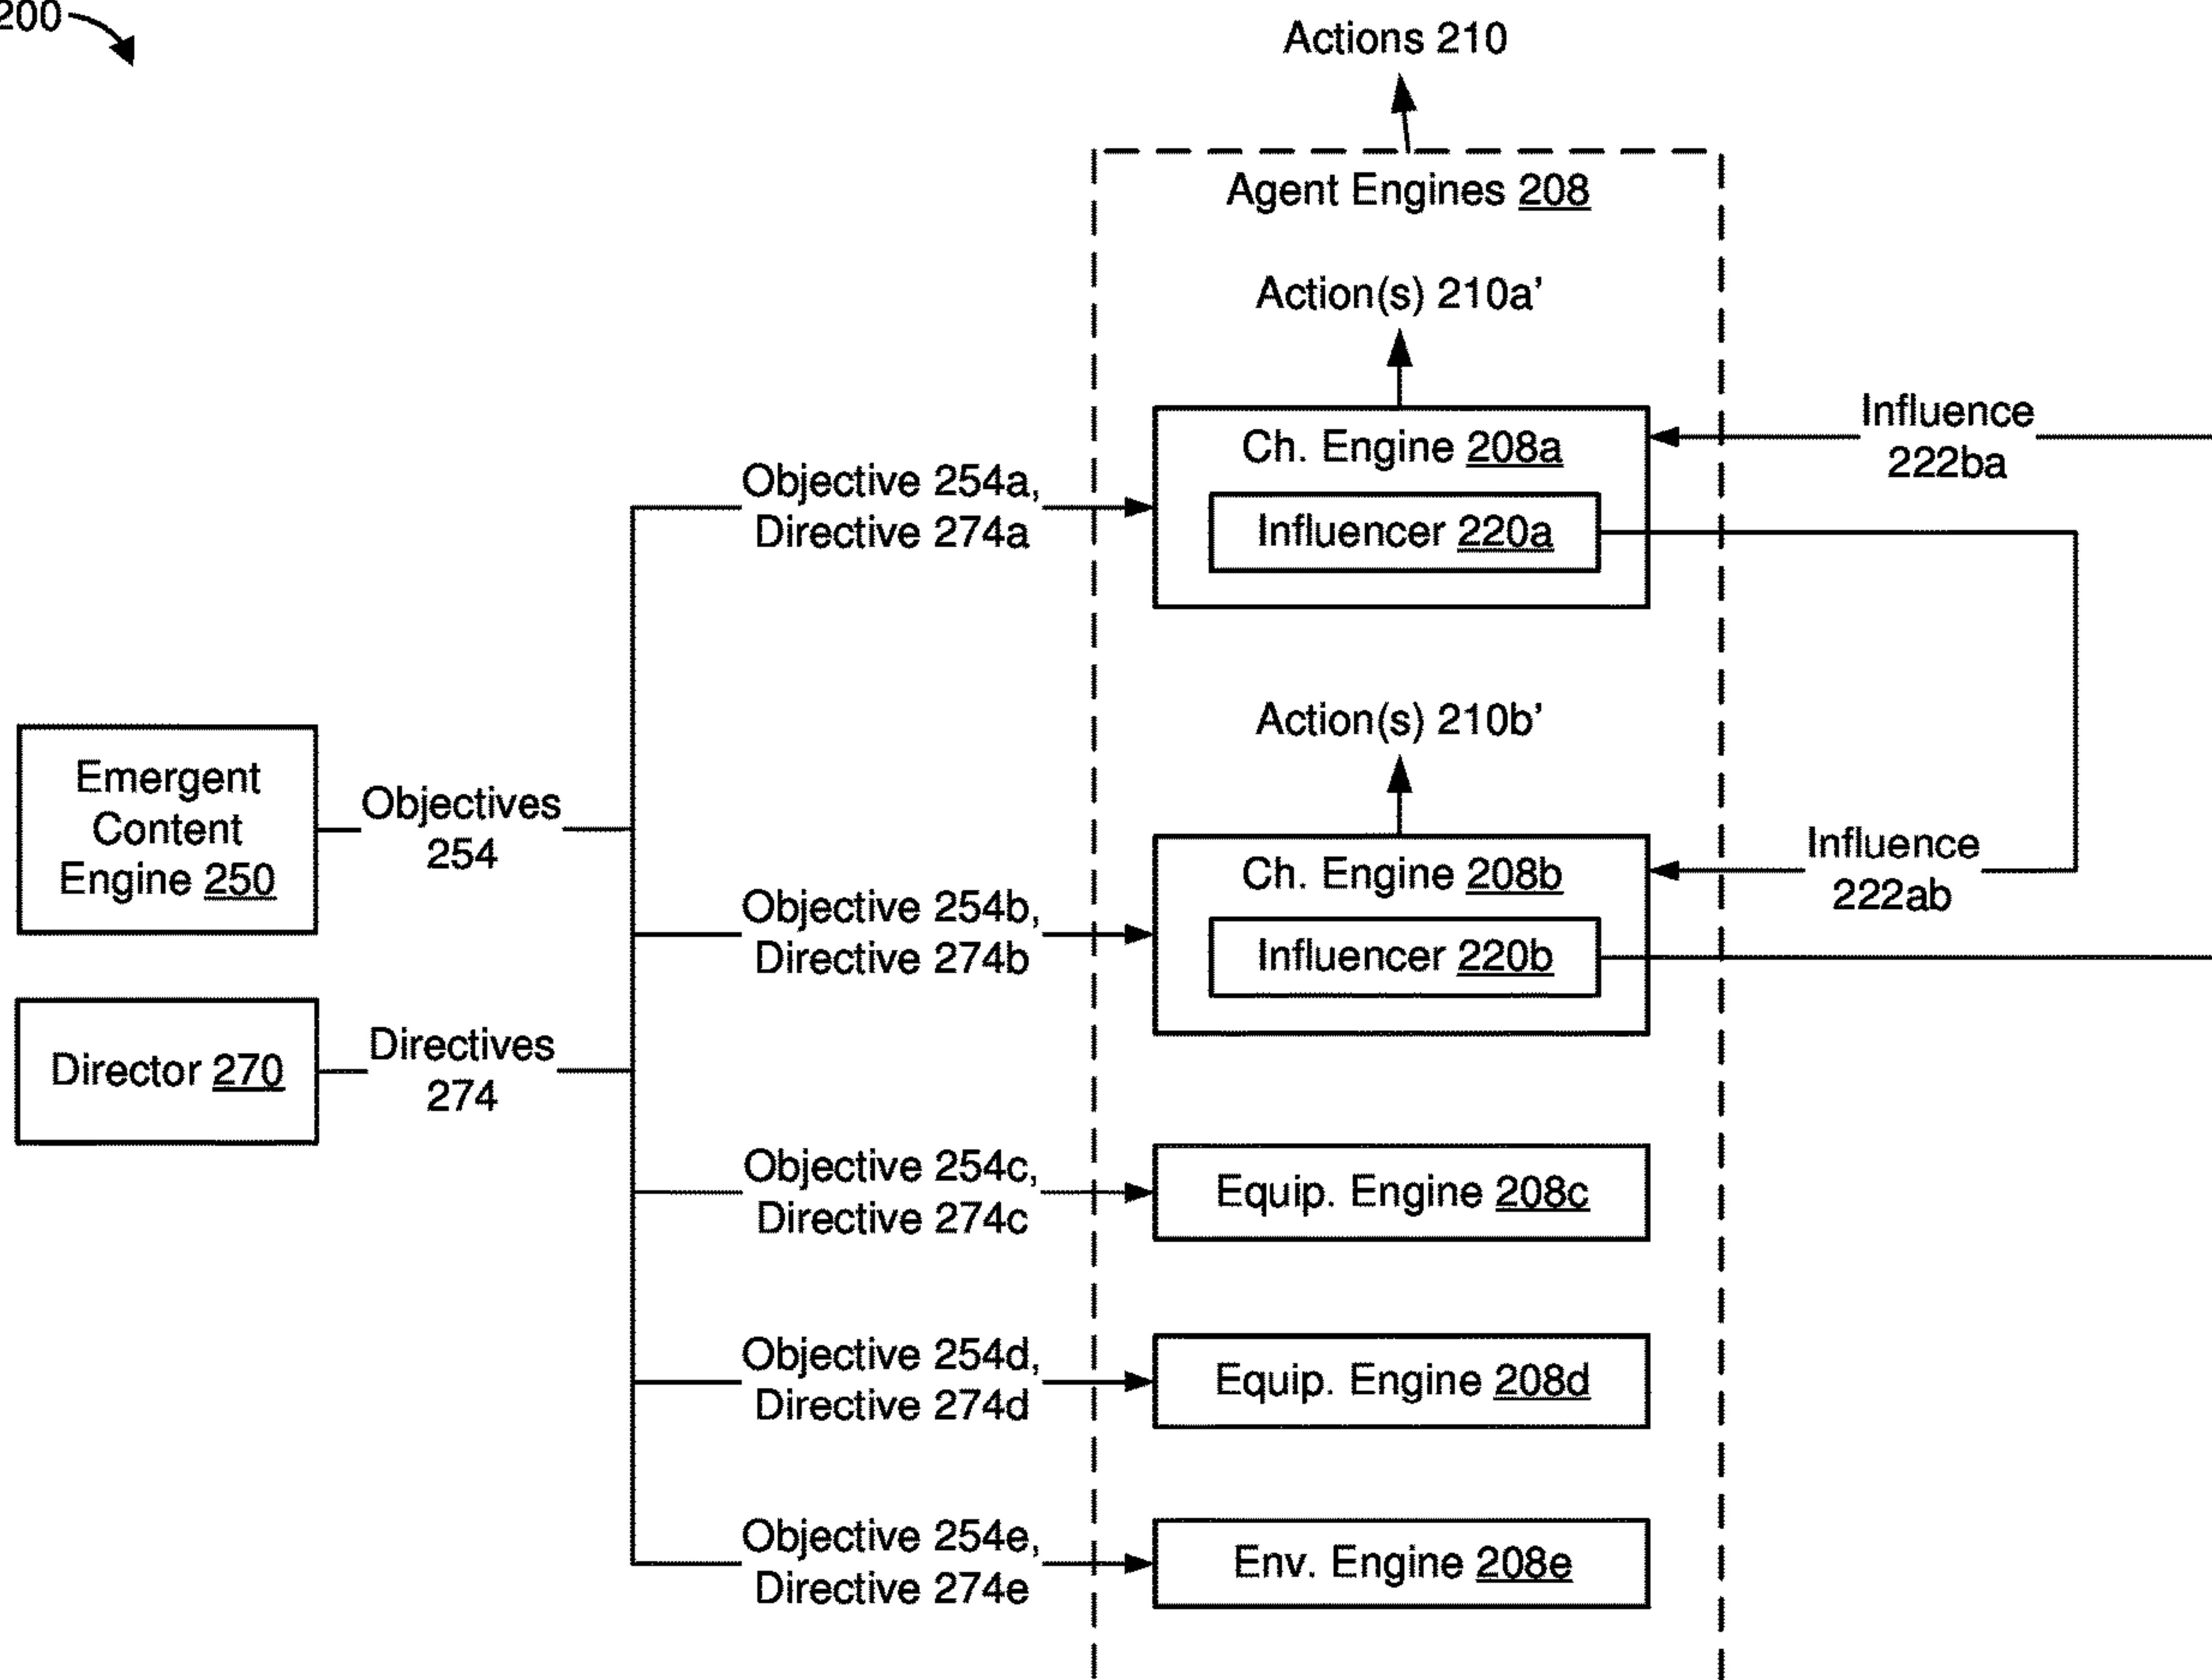 200
Actions 210
Agent Engines 208
Action(s) 210a’
Ch. Engine 208a
Influencer 220a
Influence
222ba
Objective 254a,
Directive 274a
Action(s) 210b’
Ch. Engine 208b
Influencer 220b
Influence
222ab
Emergent
Content
Engine 250
Objectives
254
Objective 254b,
Directive 274b
Director 270
Directives
274
Objective 254c,
Directive 274c
Equip. Engine 208c
Objective 254d,
Directive 274d
Equip. Engine 208d
Objective 254e,
Directive 274e
Env. Engine 208e